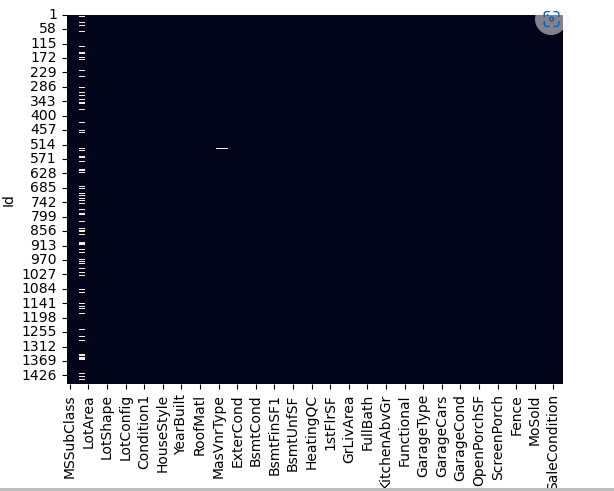 1
58
115
172
229
286
343
400
457
514
571
628
685
742
799
856
913
970
1027
1084
1141
1198
1255
1312
1369
1426
Id
MSSubClass
LotArea
LotShape
LotConfig
Condition1
HouseStyle
YearBuilt
RoofMatl
MasVnrType
ExterCond
BsmtCond
BsmtFinSF1
BsmtUnfSF
HeatingQC
1stFlrSF
GrLivArea
FullBath
KitchenAbvGr
Functional
GarageType
GarageCars
GarageCond
OpenPorchSF
ScreenPorch
Fence
MoSold
SaleCondition